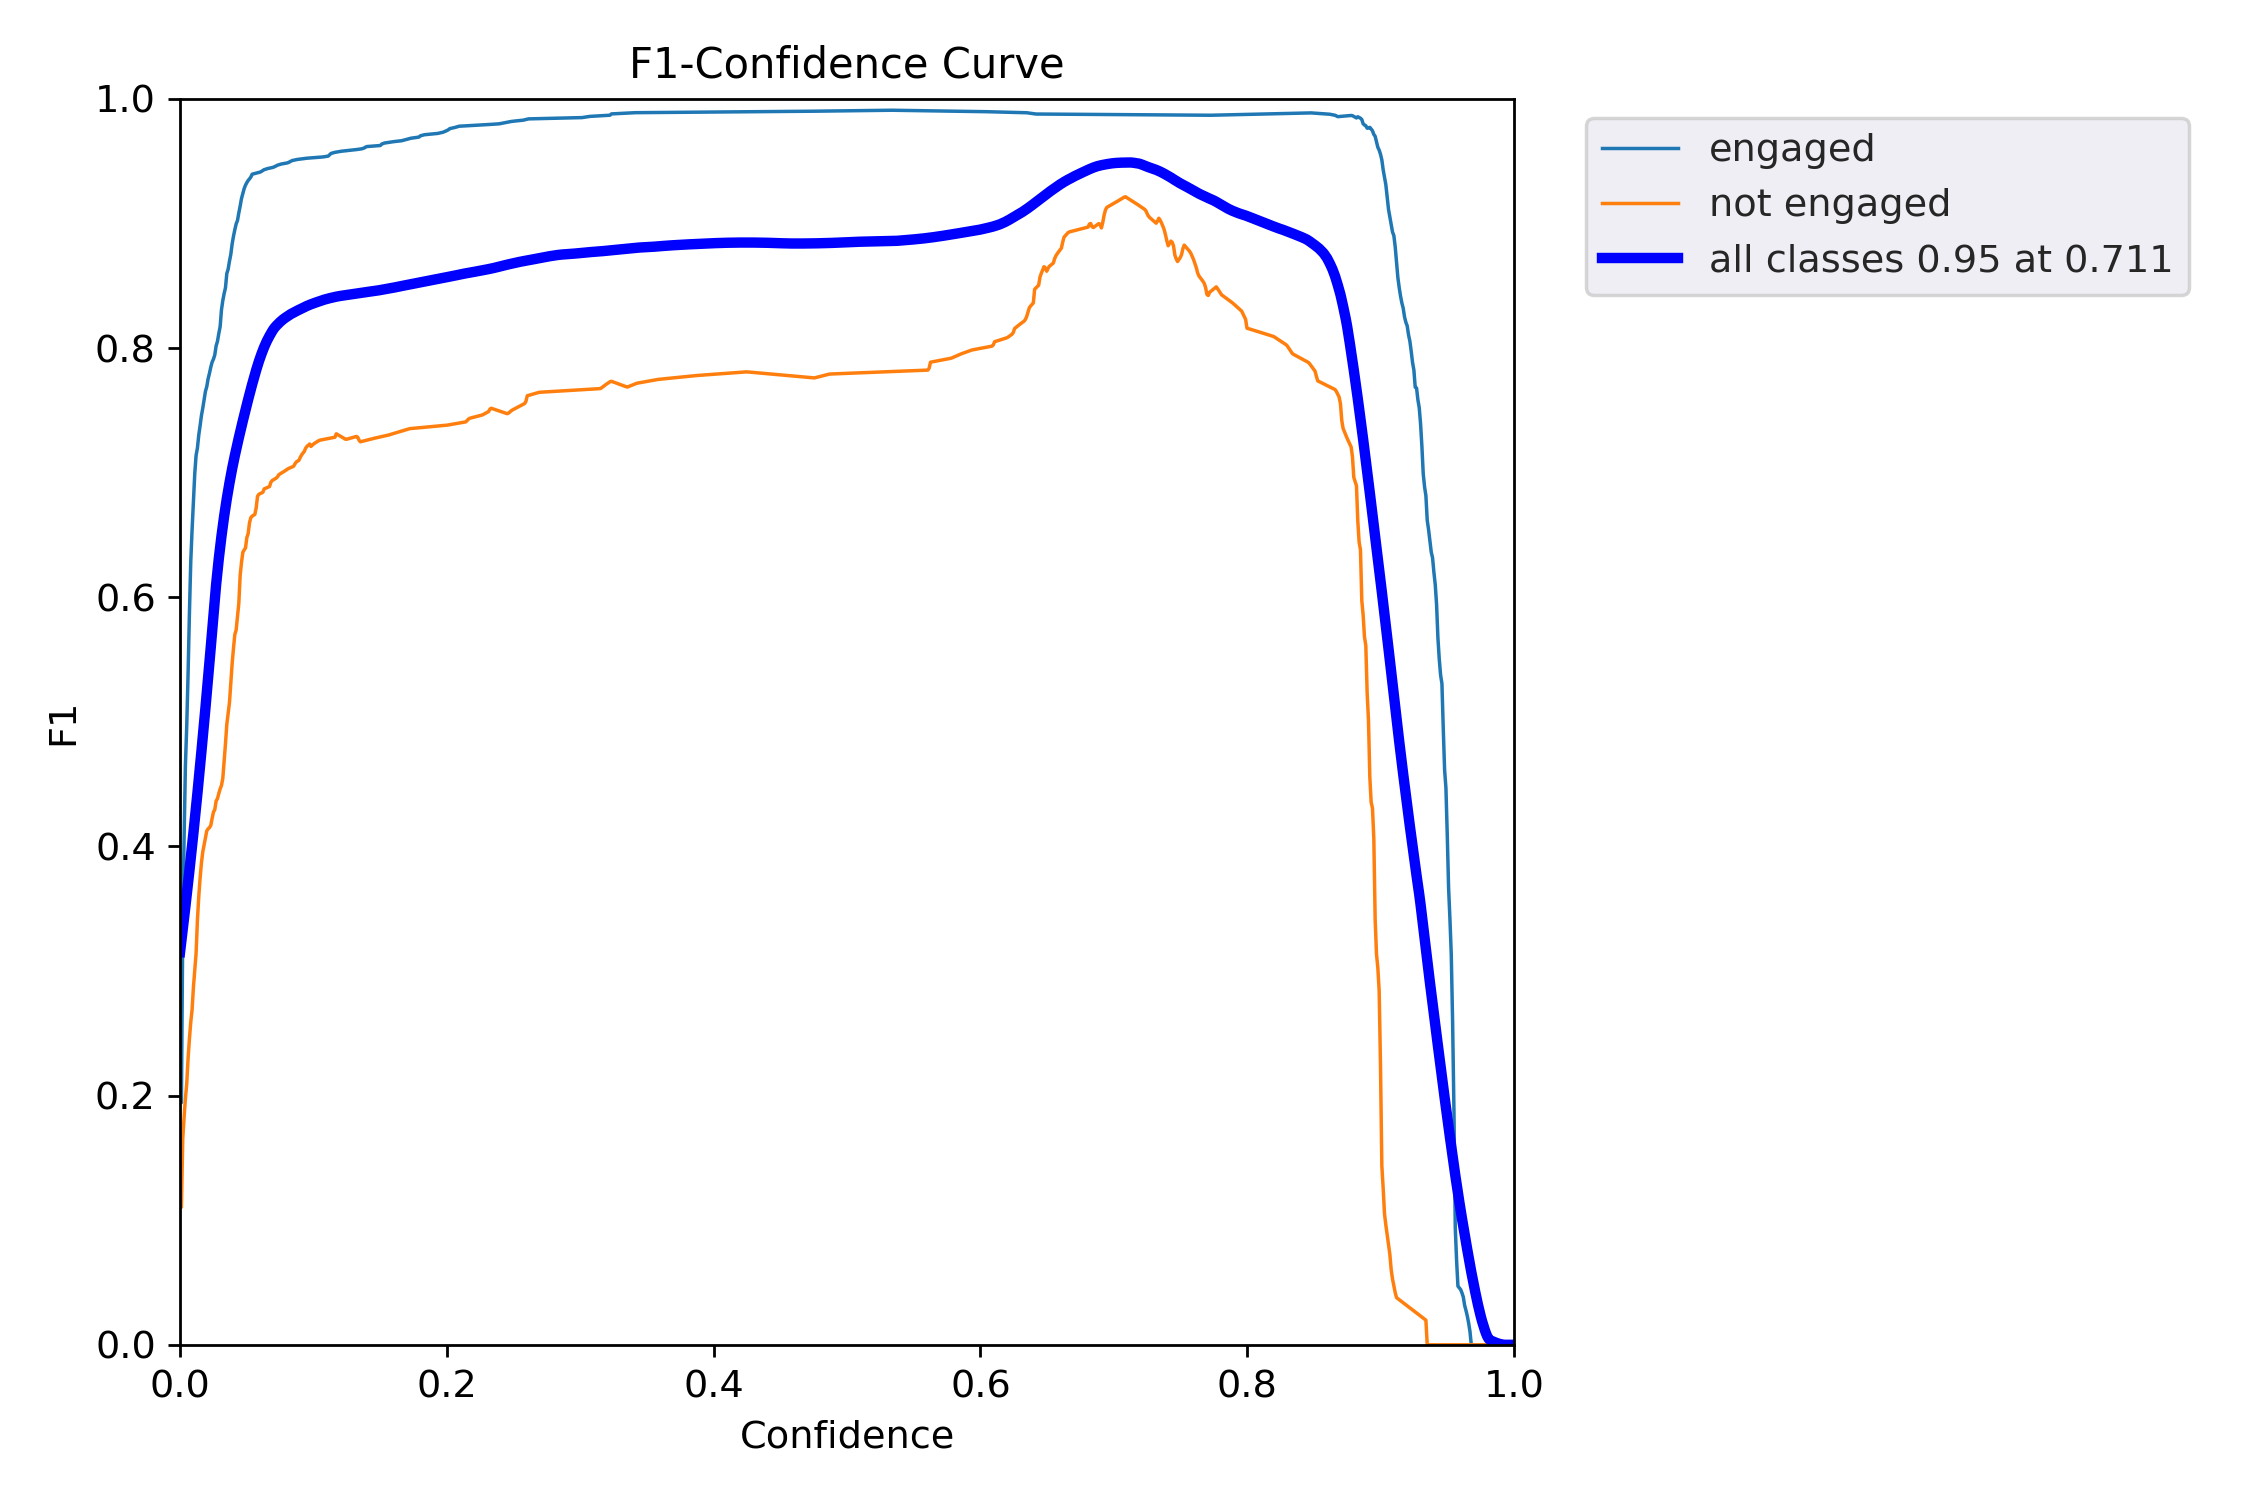 F1-Confidence Curve
1.0
0.8
0.6
0.4
0.2
0.0
F1
0.0 0.2 0.4 0.6 0.8 1.0
Confidence
engaged
not engaged
all classes 0.95 at 0.711